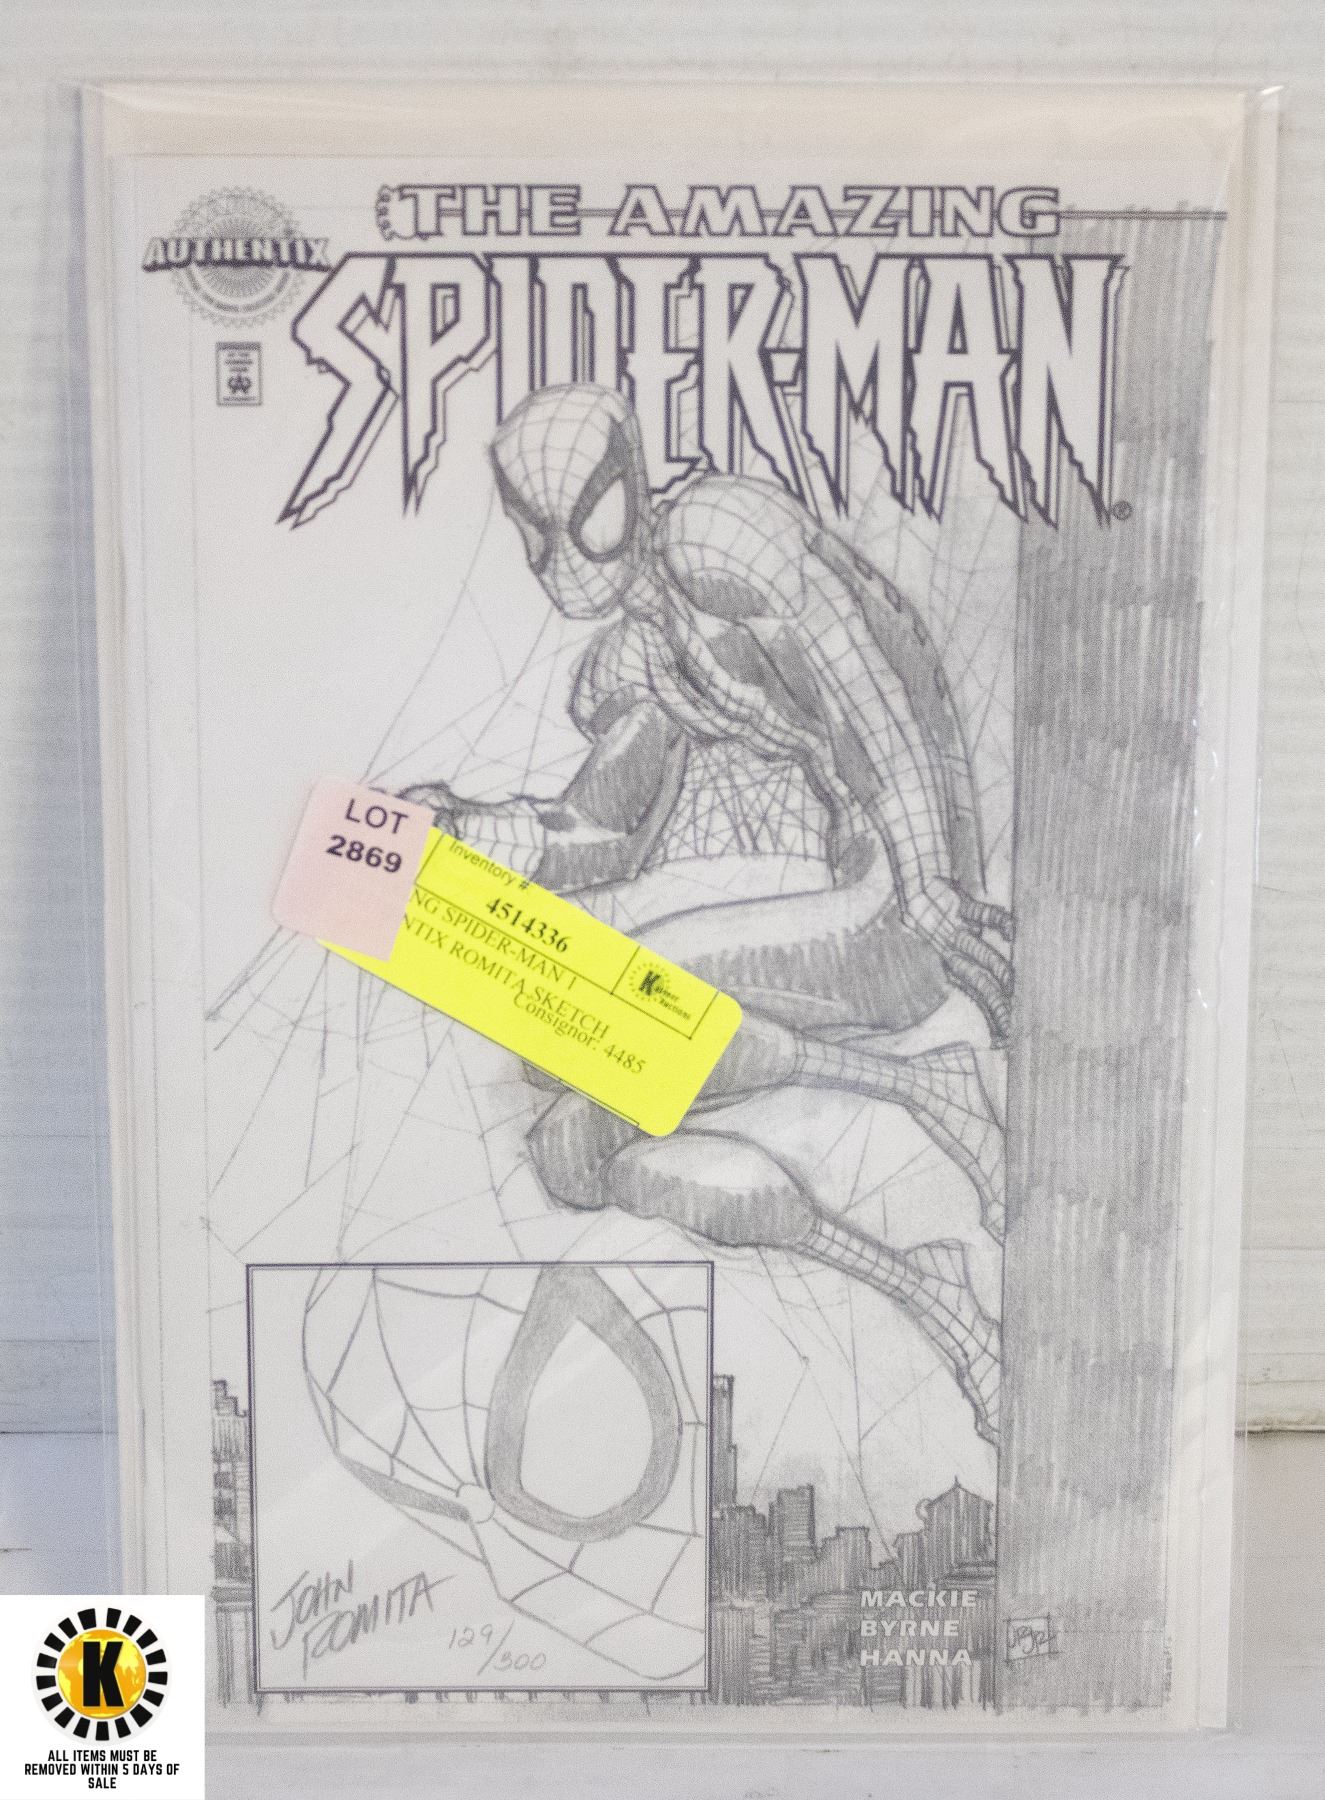 THE AMAZING
AUTHENTIX
SPIDER-MAN®
LOT
2869
Inventory #
4514336
NG SPIDER-MAN 1
NTIX ROMITA SKETCH
Consignor: 4485
JOHN
ROMITA
129/300
MACKIE
BYRNE
HANNA
JRJR
K
ALL ITEMS MUST BE
REMOVED WITHIN 5 DAYS OF
SALE